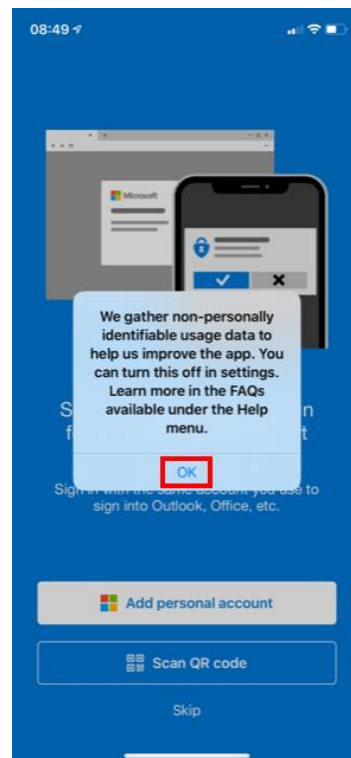 08:49
Microsoft
We gather non-personally
identifiable usage data to
help us improve the app. You
can turn this off in settings.
Learn more in the FAQs
available under the Help
menu.
OK
Sign in with the same account you use to
sign into Outlook, Office, etc.
Add personal account
Scan QR code
Skip